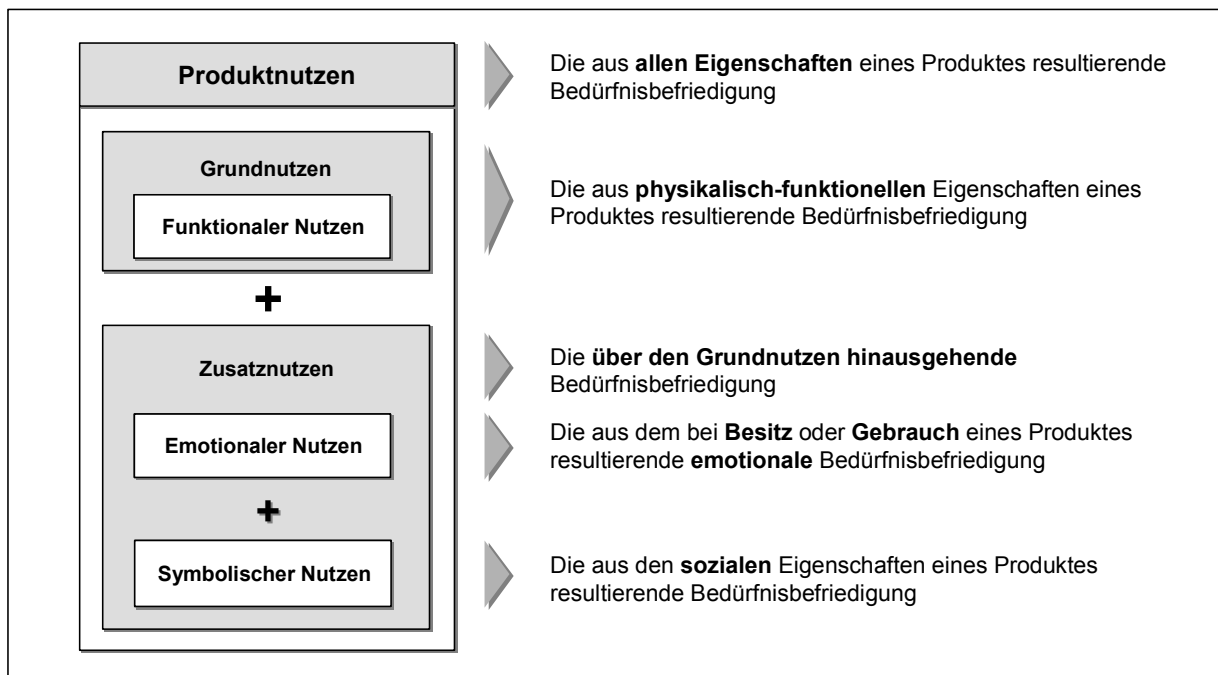 Produktnutzen
Die aus allen Eigenschaften eines Produktes resultierende
Bedürfnisbefriedigung
Grundnutzen
Funktionaler Nutzen
Die aus physikalisch-funktionellen Eigenschaften eines
Produktes resultierende Bedürfnisbefriedigung
+
Zusatznutzen
Die über den Grundnutzen hinausgehende
Bedürfnisbefriedigung
Emotionaler Nutzen
Die aus dem bei Besitz oder Gebrauch eines Produktes
resultierende emotionale Bedürfnisbefriedigung
+
Symbolischer Nutzen
Die aus den sozialen Eigenschaften eines Produktes
resultierende Bedürfnisbefriedigung